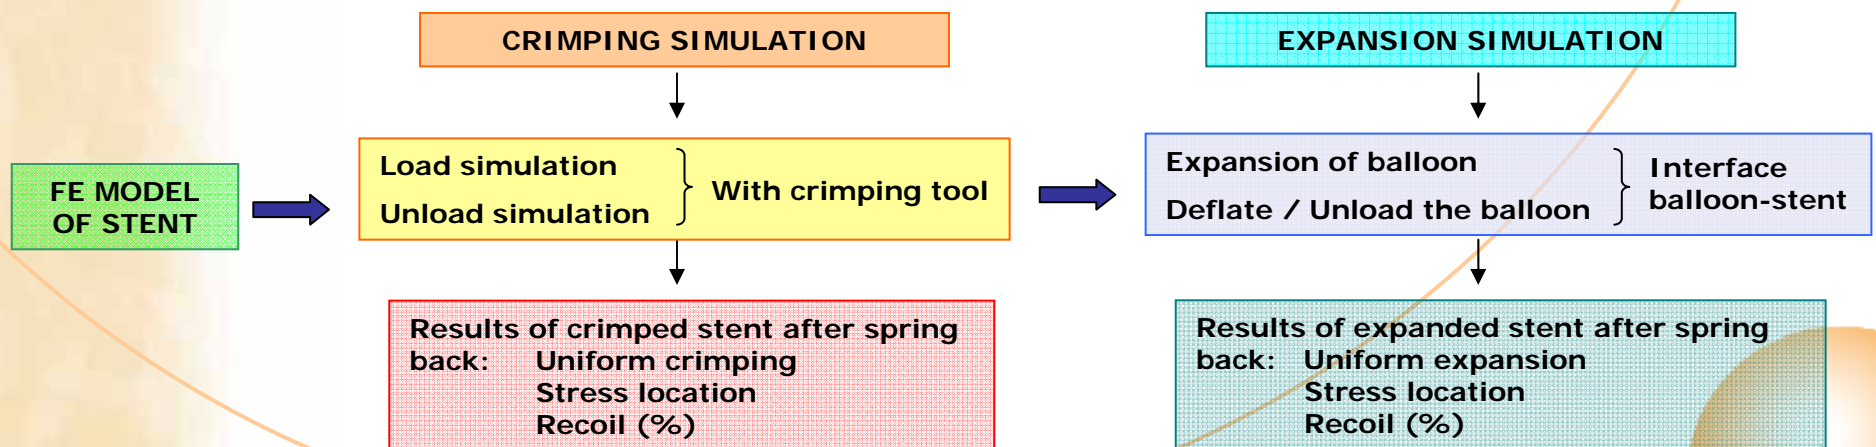 CRIMPING SIMULATION
EXPANSION SIMULATION
FE MODEL
OF STENT
Load simulation
Unload simulation
With crimping tool
Expansion of balloon
Deflate / Unload the balloon
Interface
balloon-stent
Results of crimped stent after spring
back: Uniform crimping
Stress location
Recoil (%)
Results of expanded stent after spring
back: Uniform expansion
Stress location
Recoil (%)